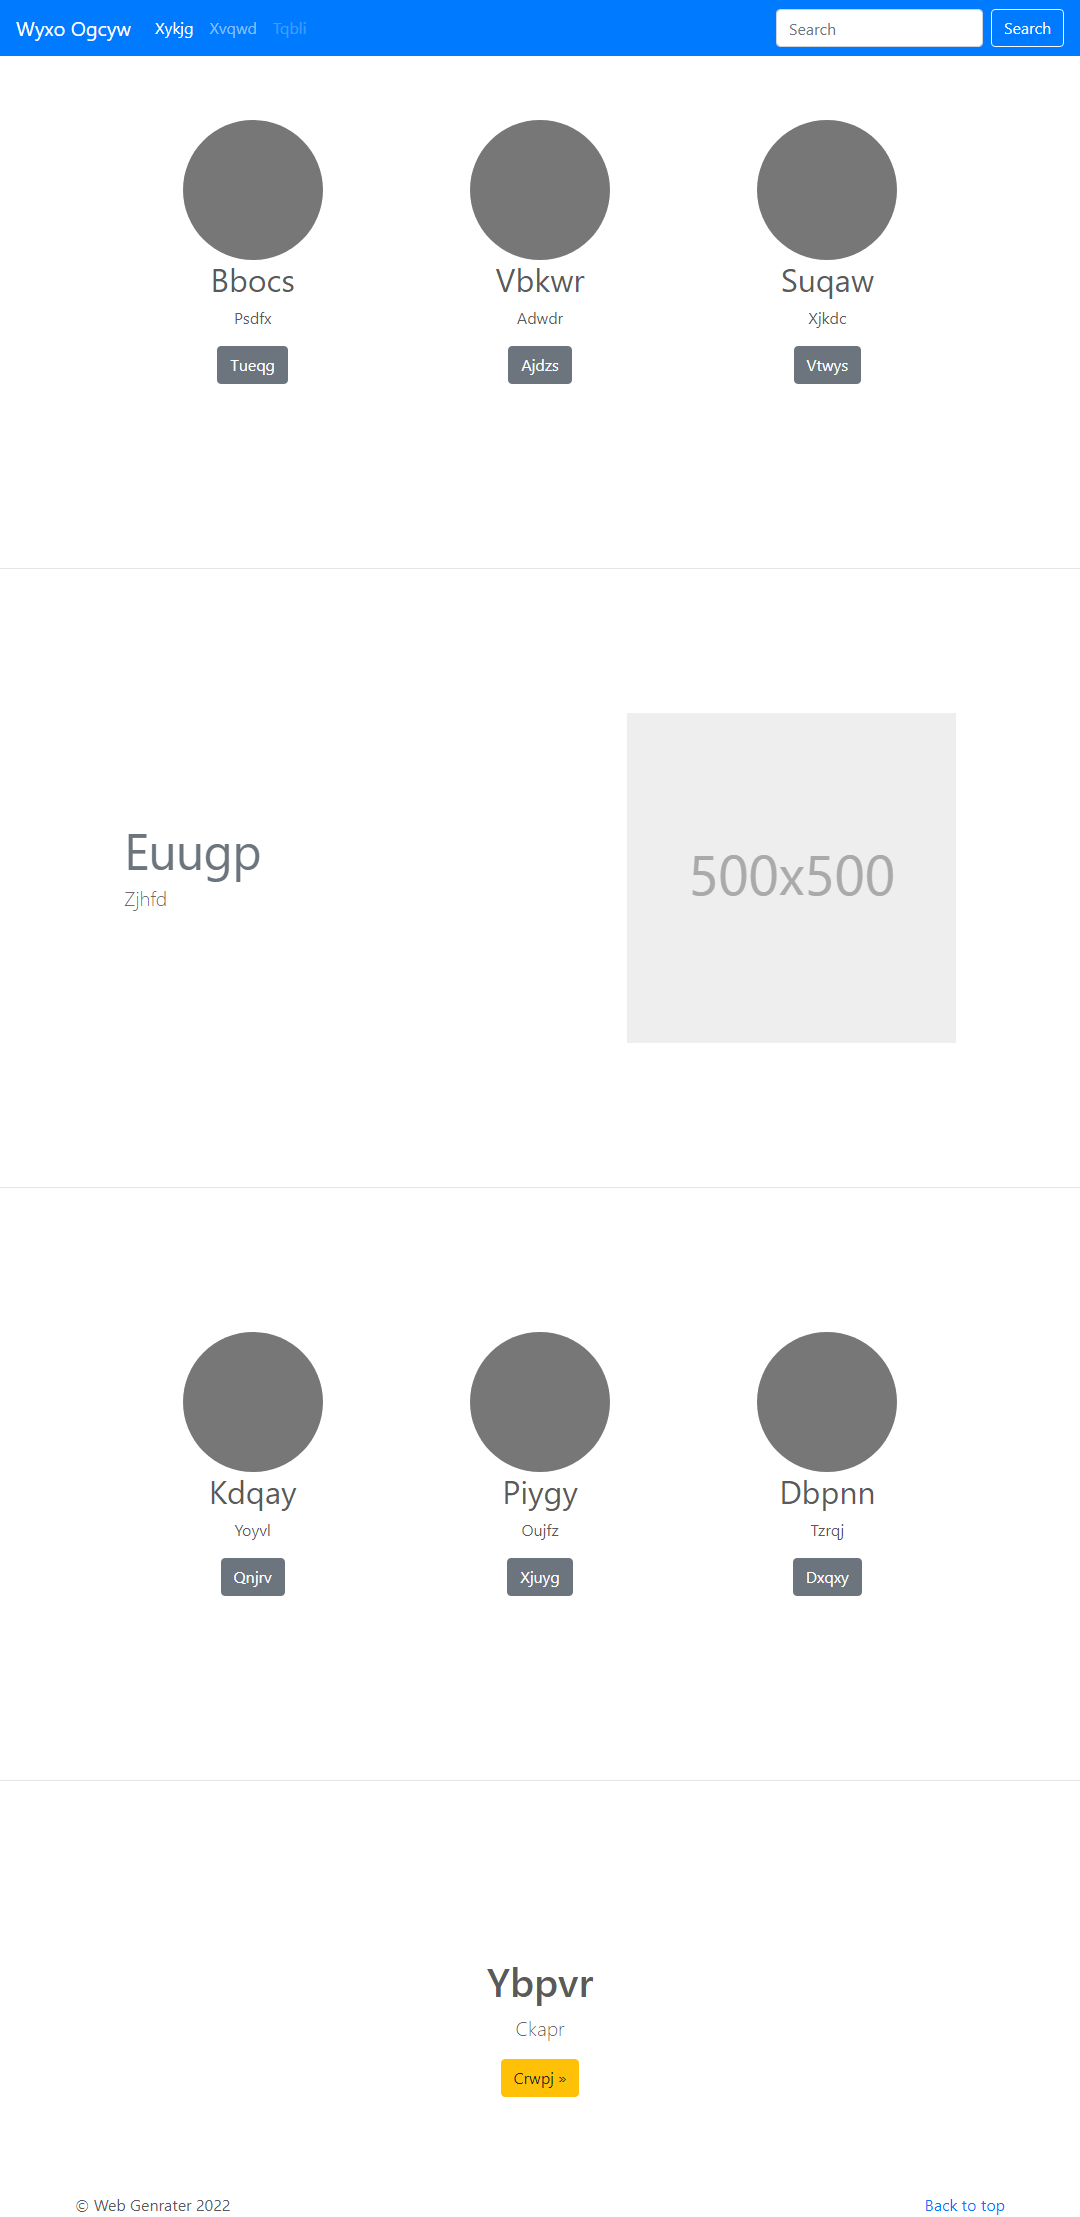 Wyxo Ogcyw Xykjg Xvqwd Tqbli Search Search
Bbocs Vbkwr Suqaw
Psdfx Adwdr Xjkdc
Tueqg Ajdzs Vtwys
Euugp
Zjhfd
500x500
Kdqay Piygy Dbpnn
Yoyvl Oujfz Tzrqj
Qnjrv Xjuyg Dxqxy
Ybpvr
Ckapr
Crwpj »
© Web Genrater 2022 Back to top